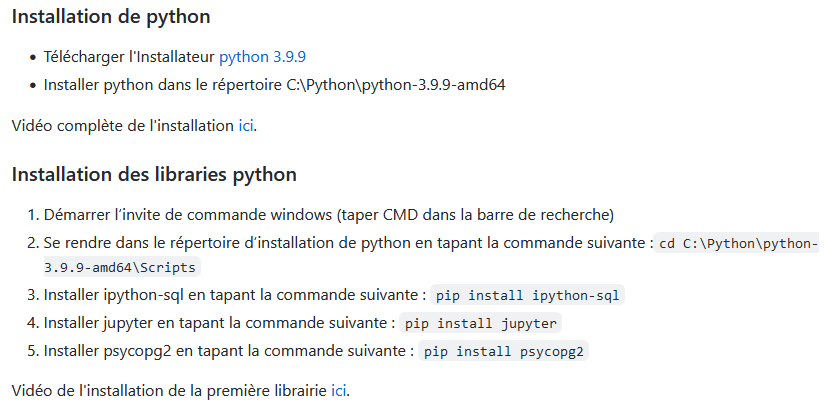 Installation de python
• Télécharger l'Installateur python 3.9.9
• Installer python dans le répertoire C:\Python\python-3.9.9-amd64
Vidéo complète de l'installation ici.
Installation des libraries python
1. Démarrer l’invite de commande windows (taper CMD dans la barre de recherche)
2. Se rendre dans le répertoire d’installation de python en tapant la commande suivante : cd C:\Python\python-
3.9.9-amd64\Scripts
3. Installer ipython-sql en tapant la commande suivante : pip install ipython-sql
4. Installer jupyter en tapant la commande suivante : pip install jupyter
5. Installer psycopg2 en tapant la commande suivante : pip install psycopg2
Vidéo de l'installation de la première librairie ici.